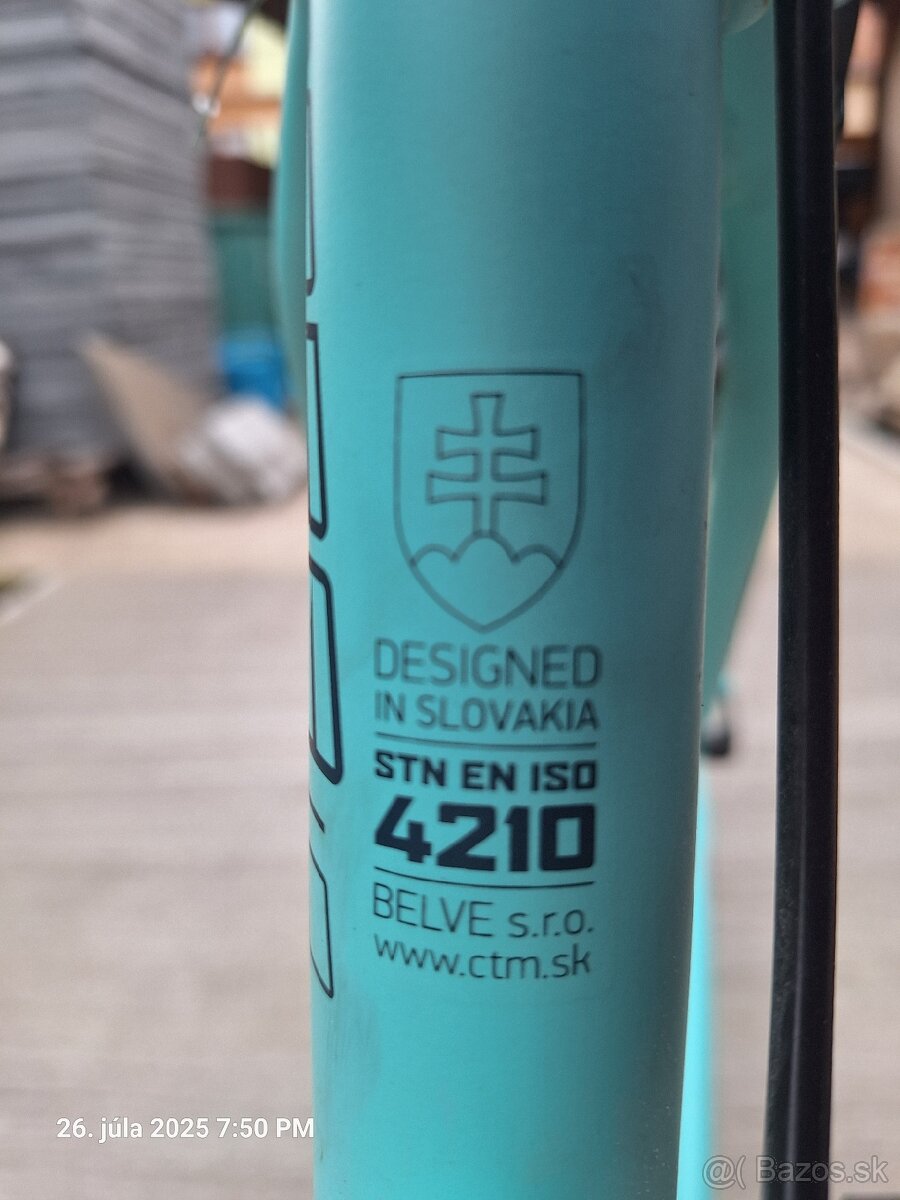 DESIGNED
IN SLOVAKIA
STN EN ISO
4210
BELVE s.r.o.
www.ctm.sk
26. júla 2025 7:50 PM
@( Bazos.sk